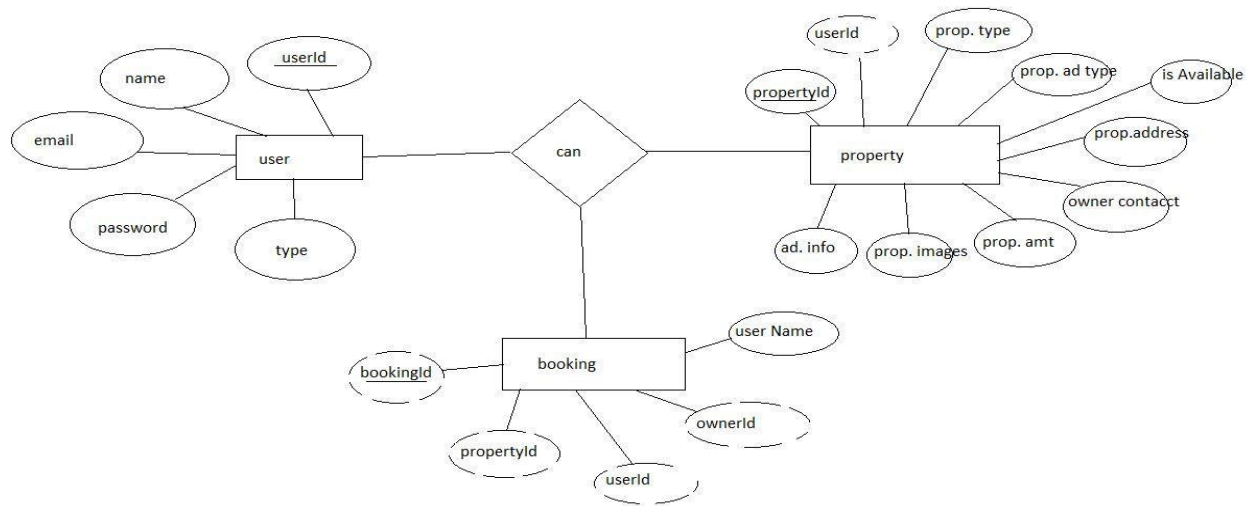 userId
name
email
user
password
type
can
userId
prop. type
prop. ad type
is Available
propertyId
prop.address
property
owner contacct
ad. info
prop. images
prop. amt
user Name
booking
bookingId
ownerId
propertyId
userId